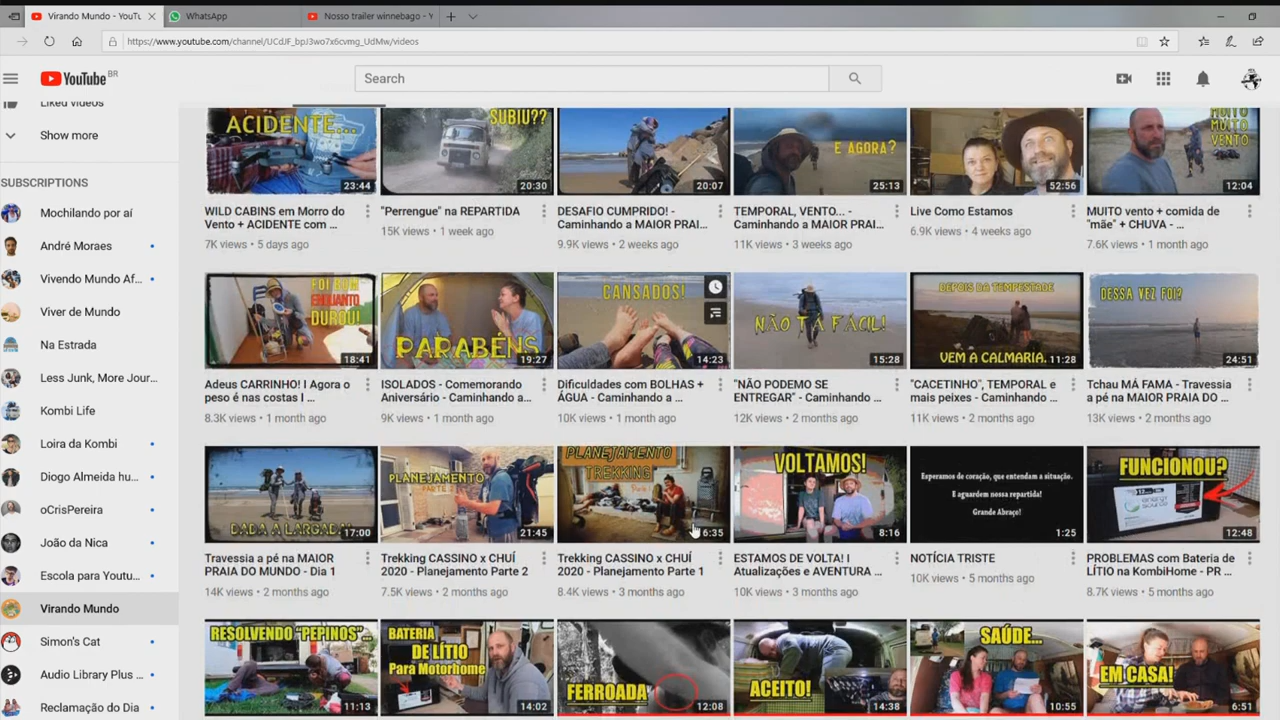 Virando Mundo - YouTu
WhatsApp
Nosso trailer winnebago - Y
https://www.youtube.com/channel/UCdJF_bpJ3wo7x6cvmg_UdMw/videos
YouTube BR
Search
Liked videos
Show more
SUBSCRIPTIONS
Mochilando por aí
André Moraes
Vivendo Mundo Af...
Viver de Mundo
Na Estrada
Less Junk, More Jour...
Kombi Life
Loira da Kombi
Diogo Almeida hu...
oCrisPereira
João da Nica
Escola para Youtu...
Virando Mundo
Simon's Cat
Audio Library Plus ...
Reclamação do Dia
ACIDENTE...
23:44
SUBIU??
20:30
20:07
E AGORA?
25:13
52:56
MUITO
MUITO
VENTO
12:04
WILD CABINS em Morro do
Vento + ACIDENTE com ...
7K views • 5 days ago
"Perrengue" na REPARTIDA
15K views • 1 week ago
DESAFIO CUMPRIDO! -
Caminhando a MAIOR PRAI...
9.9K views • 2 weeks ago
TEMPORAL, VENTO... -
Caminhando a MAIOR PRAI...
11K views • 3 weeks ago
Live Como Estamos
6.9K views • 4 weeks ago
MUITO vento + comida de
"mãe" + CHUVA - ...
7.6K views • 1 month ago
FOI BOM
ENQUANTO
DUROU!
18:41
PARABÉNS
19:27
CANSADOS!
14:23
NÃO TÁ FÁCIL!
15:28
DEPOIS DA TEMPESTADE
VEM A CALMARIA.
11:28
DESSA VEZ FOI?
24:51
Adeus CARRINHO! I Agora o
peso é nas costas I ...
8.3K views • 1 month ago
ISOLADOS - Comemorando
Aniversário - Caminhando a...
9K views • 1 month ago
Dificuldades com BOLHAS +
ÁGUA - Caminhando a ...
10K views • 1 month ago
"NÃO PODEMO SE
ENTREGAR" - Caminhando ...
12K views • 2 months ago
"CACETINHO", TEMPORAL e
mais peixes - Caminhando ...
11K views • 2 months ago
Tchau MÁ FAMA - Travessia
a pé na MAIOR PRAIA DO ...
13K views • 2 months ago
DADA A LARGADA!
17:00
PLANEJAMENTO
PARTE 2
21:45
PLANEJAMENTO
TREKKING
6:35
VOLTAMOS!
8:16
Esperamos de coração, que entendam a situação.
E aguardem nossa repartida!
Grande Abraço!
1:25
FUNCIONOU?
12:48
Travessia a pé na MAIOR
PRAIA DO MUNDO - Dia 1
14K views • 2 months ago
Trekking CASSINO x CHUÍ
2020 - Planejamento Parte 2
7.5K views • 2 months ago
Trekking CASSINO x CHUÍ
2020 - Planejamento Parte 1
8.4K views • 3 months ago
ESTAMOS DE VOLTA! I
Atualizações e AVENTURA ...
10K views • 3 months ago
NOTÍCIA TRISTE
10K views • 5 months ago
PROBLEMAS com Bateria de
LÍTIO na KombiHome - PR ...
8.7K views • 5 months ago
RESOLVENDO "PEPINOS"...
11:13
BATERIA
DE LÍTIO
Para Motorhome
14:02
FERROADA
12:08
ACEITO!
14:38
SAÚDE...
10:55
EM CASA!
6:51